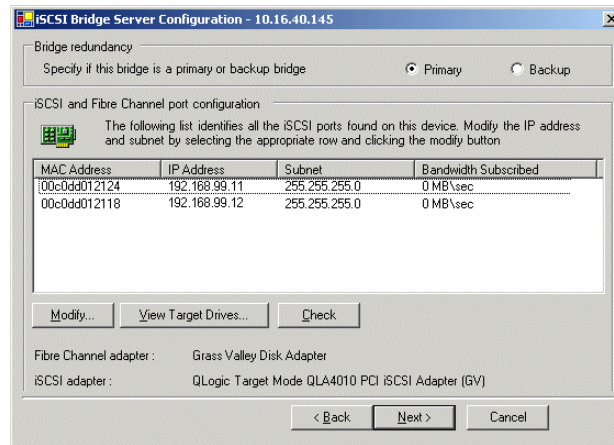 iSCSI Bridge Server Configuration - 10.16.40.145
Bridge redundancy
Specify if this bridge is a primary or backup bridge
Primary
Backup
iSCSI and Fibre Channel port configuration
The following list identifies all the iSCSI ports found on this device. Modify the IP address
and subnet by selecting the appropriate row and clicking the modify button
MAC Address IP Address Subnet Bandwidth Subscribed
00c0dd012124 192.168.99.11 255.255.255.0 0 MB\sec
00c0dd012118 192.168.99.12 255.255.255.0 0 MB\sec
Modify... View Target Drives... Check
Fibre Channel adapter : Grass Valley Disk Adapter
iSCSI adapter : QLogic Target Mode QLA4010 PCI iSCSI Adapter (GV)
< Back Next > Cancel